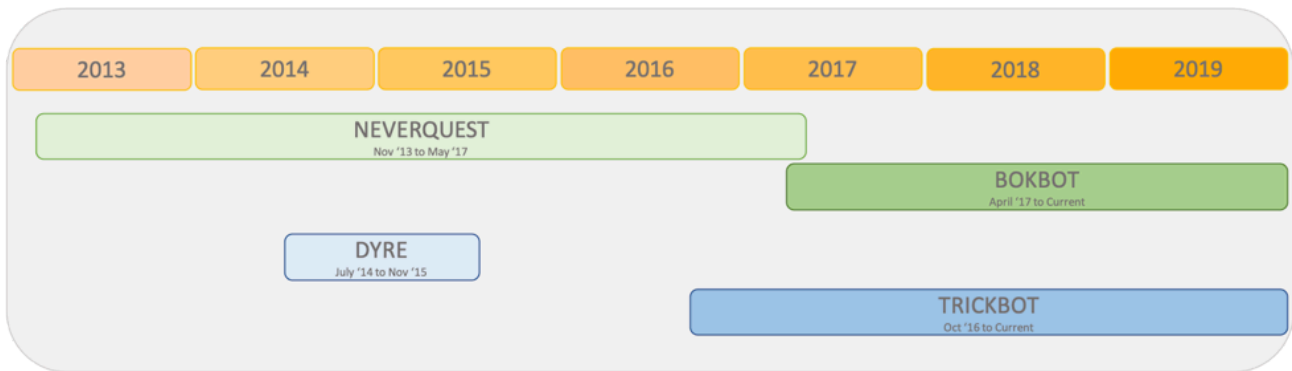 2013 2014 2015 2016 2017 2018 2019
NEVERQUEST
Nov ‘13 to May ‘17
BOKBOT
April ‘17 to Current
DYRE
July ‘14 to Nov ‘15
TRICKBOT
Oct ‘16 to Current